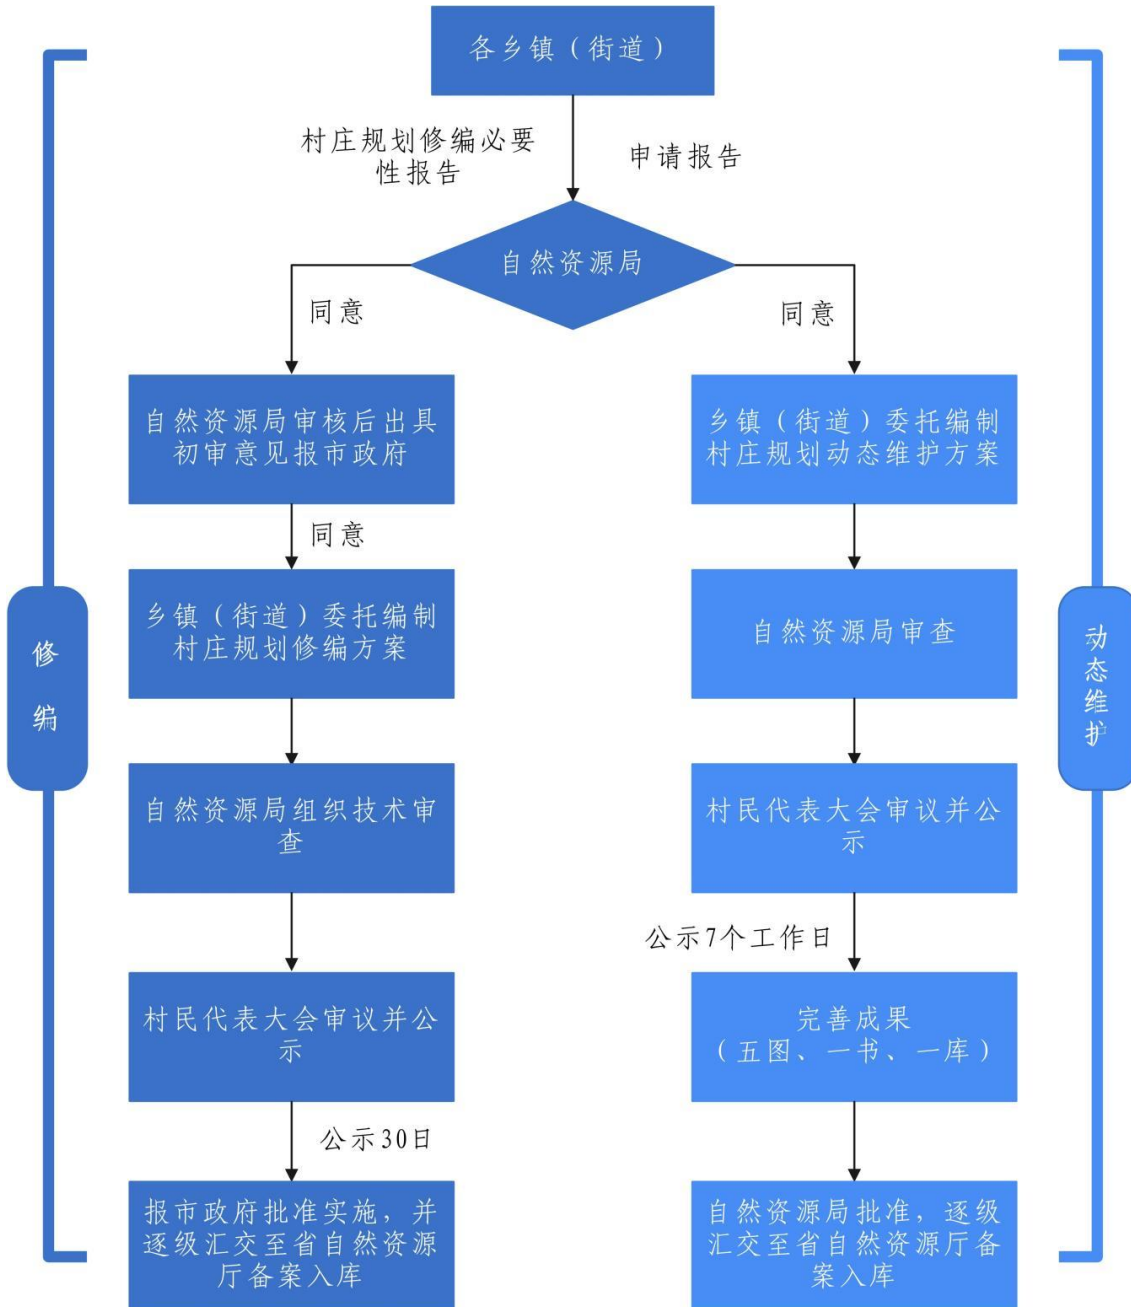 各乡镇（街道）
村庄规划修编必要
性报告
申请报告
自然资源局
同意
同意
自然资源局审核后出具
初审意见报市政府
同意
乡镇（街道）委托编制
村庄规划修编方案
自然资源局组织技术审
查
村民代表大会审议并公
示
公示30日
报市政府批准实施，并
逐级汇交至省自然资源
厅备案入库
修
编
乡镇（街道）委托编制
村庄规划动态维护方案
自然资源局审查
村民代表大会审议并公
示
公示7个工作日
完善成果
（五图、一书、一库）
自然资源局批准，逐级
汇交至省自然资源厅备
案入库
动
态
维
护